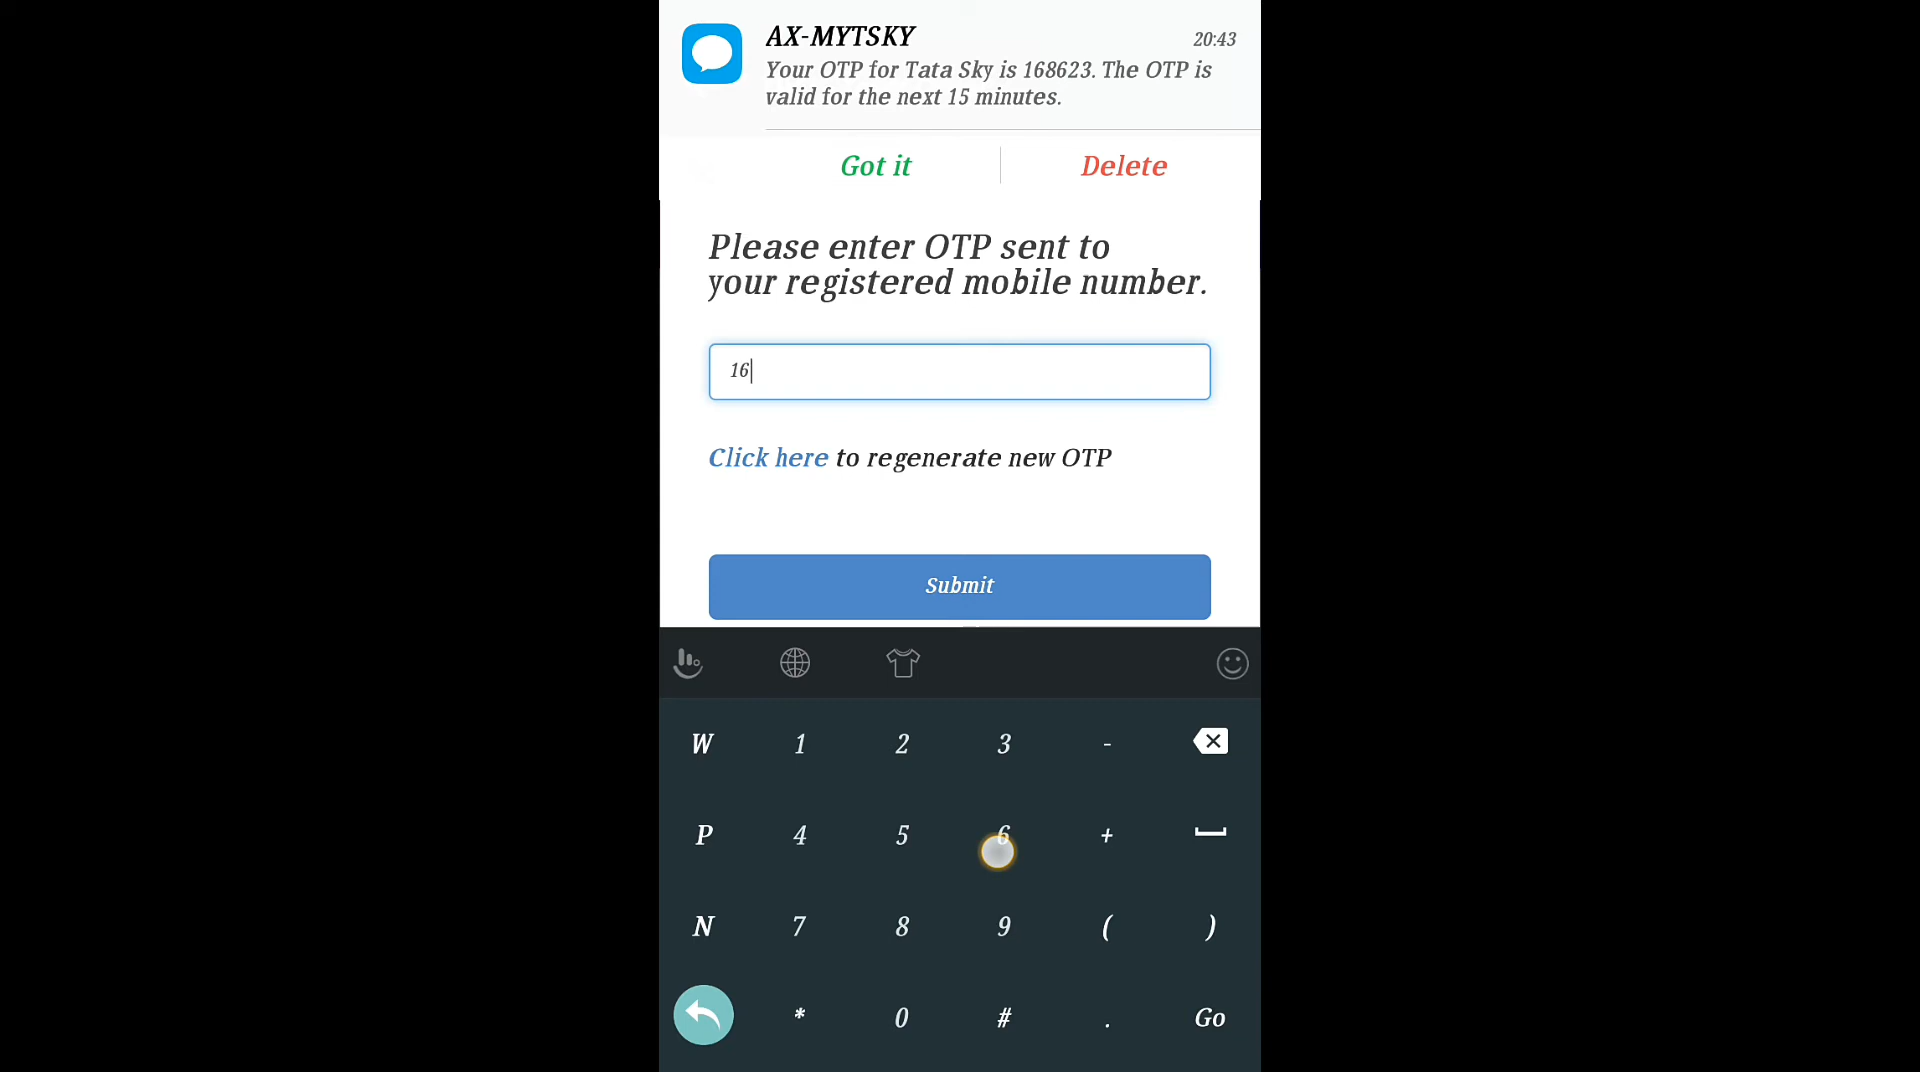 AX-MYTSKY
20:43
Your OTP for Tata Sky is 168623. The OTP is
valid for the next 15 minutes.
Got it
Delete
Please enter OTP sent to
your registered mobile number.
16
Click here to regenerate new OTP
Submit
W 1 2 3 -
P 4 5 6 +
N 7 8 9 ( )
* 0 # . Go